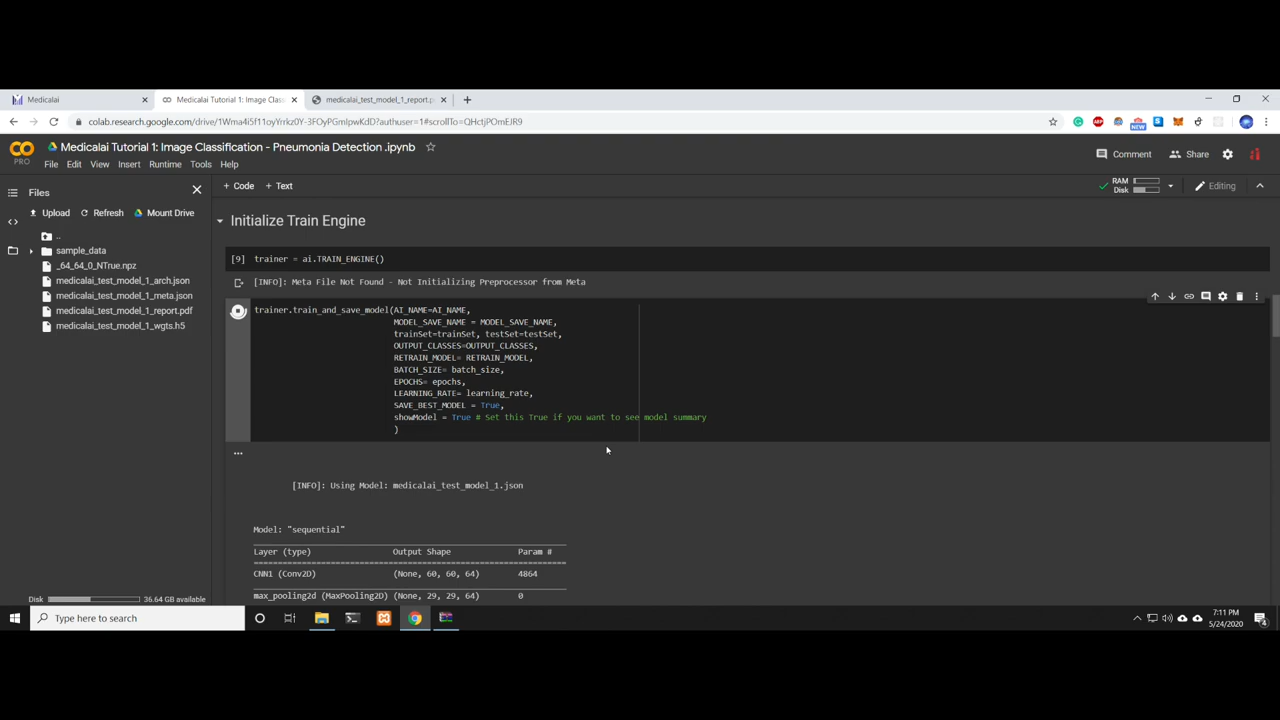 Medicalai
Medicalai Tutorial 1: Image Clas
medicalai_test_model_1_report.p
colab.research.google.com/drive/1Wma4i5f11oyYrrkz0Y-3FOyPGmlpwKdD?authuser=1#scrollTo=QHctjPOmEJR9
ABP
NEW
CO
PRO
Medicalai Tutorial 1: Image Classification - Pneumonia Detection .ipynb
File Edit View Insert Runtime Tools Help
Comment
Share
Files
+ Code + Text
RAM
Disk
Editing
Upload Refresh Mount Drive
Initialize Train Engine
..
sample_data
_64_64_0_NTrue.npz
medicalai_test_model_1_arch.json
medicalai_test_model_1_meta.json
medicalai_test_model_1_report.pdf
medicalai_test_model_1_wgts.h5
[9] trainer = ai.TRAIN_ENGINE()
[INFO]: Meta File Not Found - Not Initializing Preprocessor from Meta
trainer.train_and_save_model(AI_NAME=AI_NAME,
MODEL_SAVE_NAME = MODEL_SAVE_NAME,
trainSet=trainSet, testSet=testSet,
OUTPUT_CLASSES=OUTPUT_CLASSES,
RETRAIN_MODEL= RETRAIN_MODEL,
BATCH_SIZE= batch_size,
EPOCHS= epochs,
LEARNING_RATE= learning_rate,
SAVE_BEST_MODEL = True,
showModel = True # Set this True if you want to see model summary
)
...
[INFO]: Using Model: medicalai_test_model_1.json
Model: "sequential"
Layer (type) Output Shape Param #
CNN1 (Conv2D) (None, 60, 60, 64) 4864
max_pooling2d (MaxPooling2D) (None, 29, 29, 64) 0
Disk 36.64 GB available
Type here to search
7:11 PM
5/24/2020
4